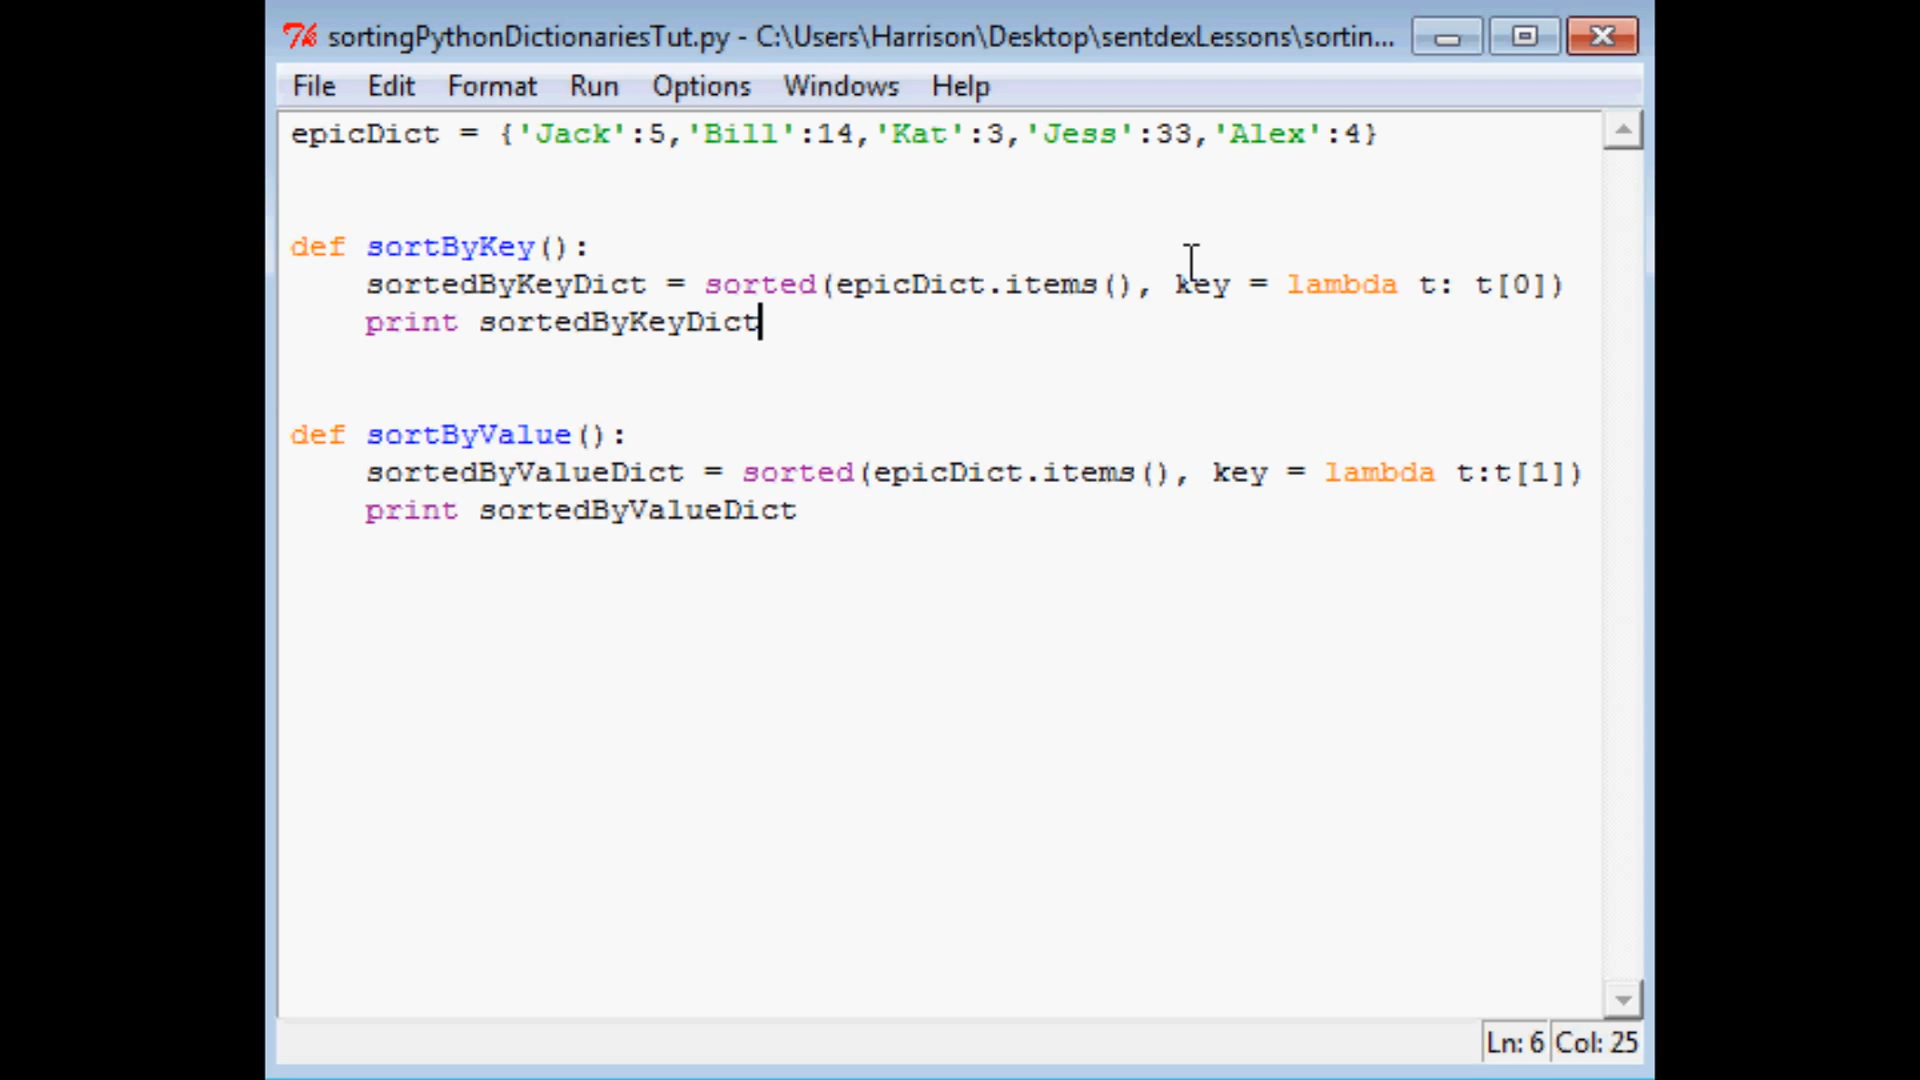 sortingPythonDictionariesTut.py - C:\Users\Harrison\Desktop\sentdexLessons\sortin...
File Edit Format Run Options Windows Help
epicDict = {'Jack':5,'Bill':14,'Kat':3,'Jess':33,'Alex':4}
def sortByKey():
    sortedByKeyDict = sorted(epicDict.items(), key = lambda t: t[0])
    print sortedByKeyDict
def sortByValue():
    sortedByValueDict = sorted(epicDict.items(), key = lambda t:t[1])
    print sortedByValueDict
Ln: 6 Col: 25